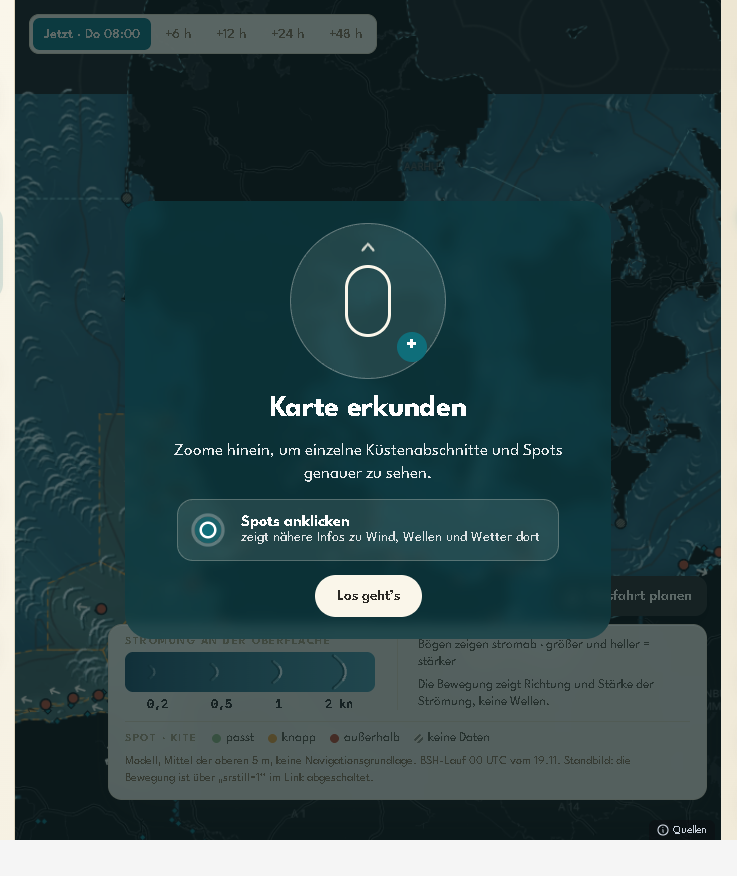 Jetzt · Do 08:00 +6 h +12 h +24 h +48 h
Karte erkunden
Zoome hinein, um einzelne Küstenabschnitte und Spots
genauer zu sehen.
Spots anklicken
zeigt nähere Infos zu Wind, Wellen und Wetter dort
Los geht's
sfahrt planen
STRÖMUNG AN DER OBERFLÄCHE
0,2 0,5 1 2 kn
Bögen zeigen stromab · größer und heller =
stärker
Die Bewegung zeigt Richtung und Stärke der
Strömung, keine Wellen.
SPOT · KITE passt knapp außerhalb keine Daten
Modell, Mittel der oberen 5 m, keine Navigationsgrundlage. BSH-Lauf 00 UTC vom 19.11. Standbild: die
Bewegung ist über „srstill=1“ im Link abgeschaltet.
A1
A14
Quellen